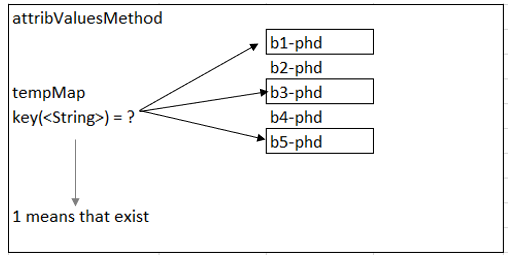 attribValuesMethod
b1-phd
b2-phd
tempMap
b3-phd
key(<String>) = ?
b4-phd
b5-phd
1 means that exist